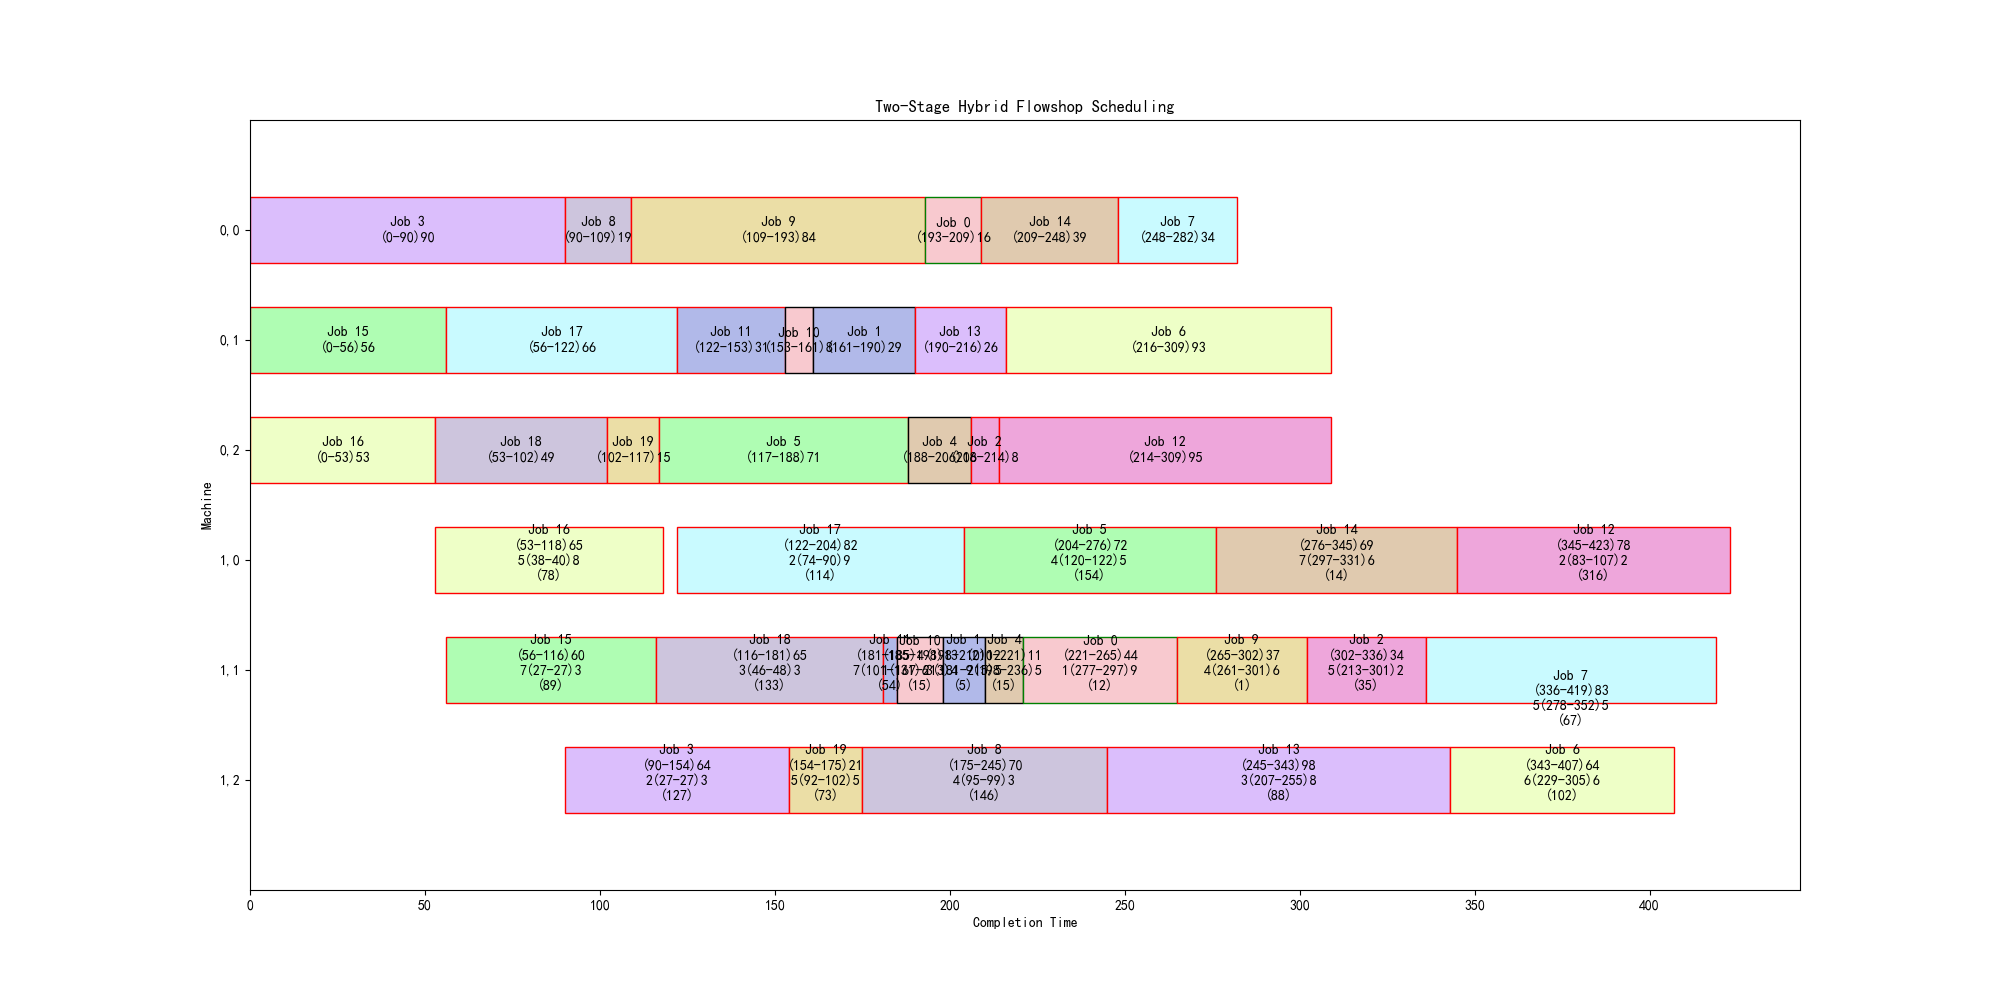 Two-Stage Hybrid Flowshop Scheduling
Machine
0,0
Job 3
(0-90)90
Job 8
(90-109)19
Job 9
(109-193)84
Job 0
(193-209)16
Job 14
(209-248)39
Job 7
(248-282)34
0,1
Job 15
(0-56)56
Job 17
(56-122)66
Job 11
(122-153)31
Job 10
(153-161)8
Job 1
(161-190)29
Job 13
(190-216)26
Job 6
(216-309)93
0,2
Job 16
(0-53)53
Job 18
(53-102)49
Job 19
(102-117)15
Job 5
(117-188)71
Job 4
(188-206)18
Job 2
(206-214)8
Job 12
(214-309)95
1,0
Job 16
(53-118)65
5(38-40)8
(78)
Job 17
(122-204)82
2(74-90)9
(114)
Job 5
(204-276)72
4(120-122)5
(154)
Job 14
(276-345)69
7(297-331)6
(14)
Job 12
(345-423)78
2(83-107)2
(316)
1,1
Job 15
(56-116)60
7(27-27)3
(89)
Job 18
(116-181)65
3(46-48)3
(133)
Job 11
(54)
Job 10
(15)
Job 1
(5)
Job 4
(15)
Job 0
(221-265)44
1(277-297)9
(12)
Job 9
(265-302)37
4(261-301)6
(1)
Job 2
(302-336)34
5(213-301)2
(35)
Job 7
(336-419)83
5(278-352)5
(67)
1,2
Job 3
(90-154)64
2(27-27)3
(127)
Job 19
(154-175)21
5(92-102)5
(73)
Job 8
(175-245)70
4(95-99)3
(146)
Job 13
(245-343)98
3(207-255)8
(88)
Job 6
(343-407)64
6(229-305)6
(102)
0
50
100
150
200
250
300
350
400
Completion Time